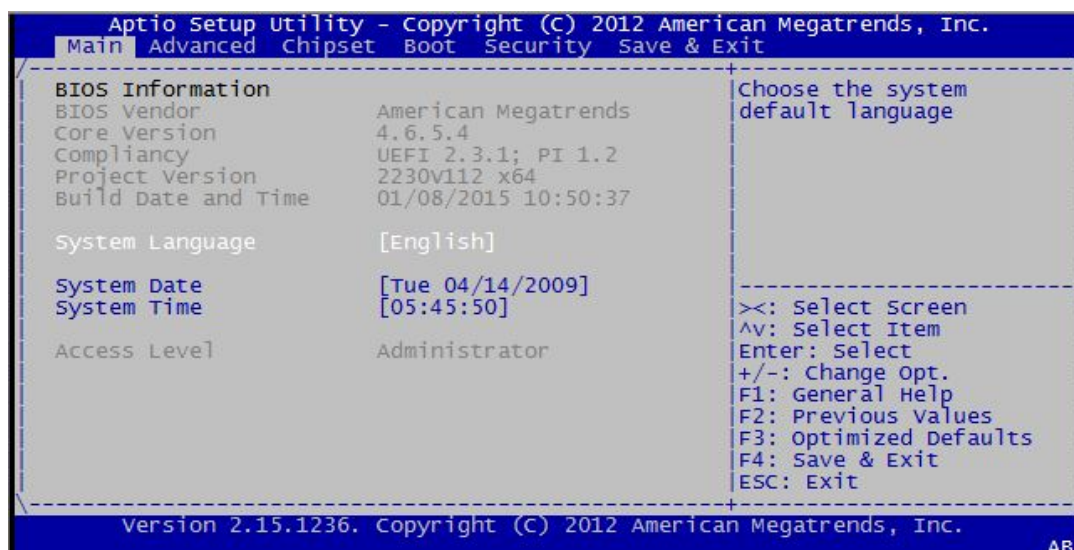 Aptio Setup Utility - Copyright (C) 2012 American Megatrends, Inc.
Main Advanced Chipset Boot Security Save & Exit
BIOS Information
BIOS Vendor American Megatrends
Core Version 4.6.5.4
Compliancy UEFI 2.3.1; PI 1.2
Project Version 2230V112 x64
Build Date and Time 01/08/2015 10:50:37
System Language [English]
System Date [Tue 04/14/2009]
System Time [05:45:50]
Access Level Administrator
Choose the system
default language
><: Select Screen
^v: Select Item
Enter: Select
+/-: Change Opt.
F1: General Help
F2: Previous Values
F3: Optimized Defaults
F4: Save & Exit
ESC: Exit
Version 2.15.1236. Copyright (C) 2012 American Megatrends, Inc.
AB